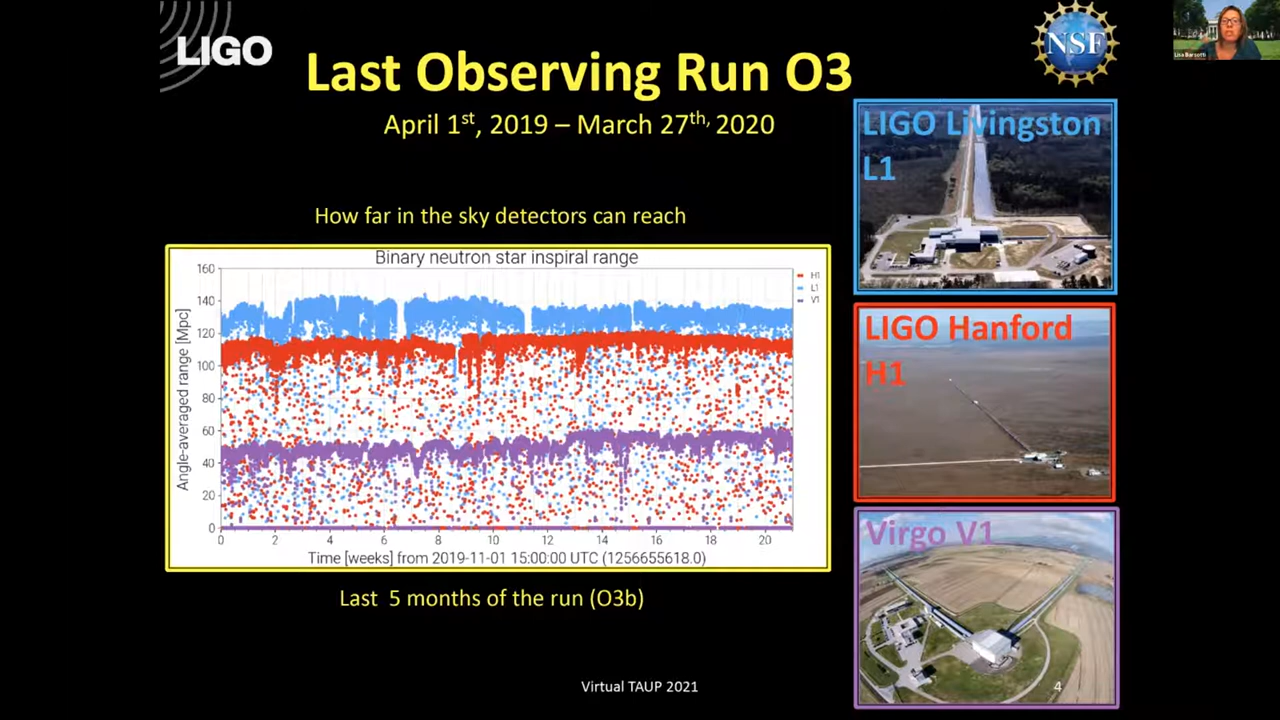 LIGO
Last Observing Run O3
NSF
Lisa Barsotti
April 1st, 2019 – March 27th, 2020
LIGO Livingston
L1
How far in the sky detectors can reach
Binary neutron star inspiral range
H1
L1
V1
Angle-averaged range [Mpc]
160
140
120
100
80
60
40
20
0
0 2 4 6 8 10 12 14 16 18 20
Time [weeks] from 2019-11-01 15:00:00 UTC (1256655618.0)
LIGO Hanford
H1
Virgo V1
Last 5 months of the run (O3b)
Virtual TAUP 2021
4